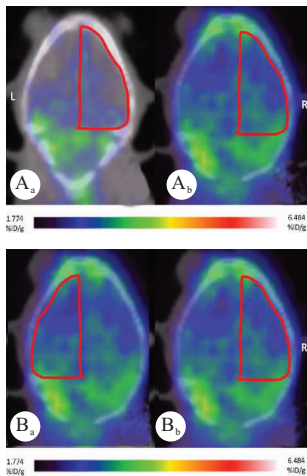 L
R
Aa
Ab
1.774
%ID/g
6.484
%ID/g
R
Ba
Bb
1.774
%ID/g
6.484
%ID/g